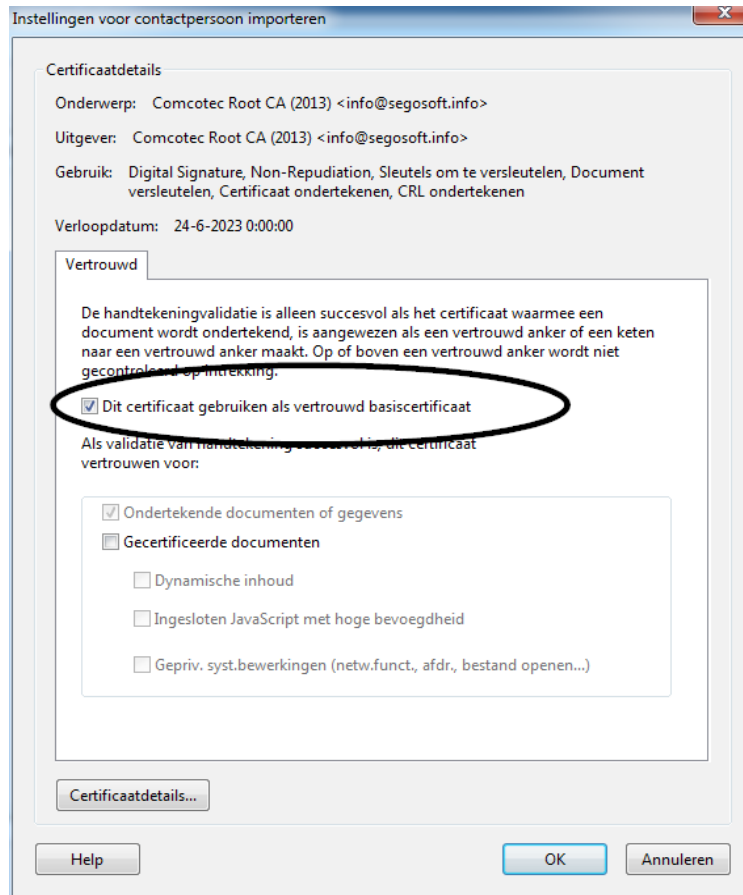 Instellingen voor contactpersoon importeren
Certificaatdetails
Onderwerp: Comcotec Root CA (2013) <info@segosoft.info>
Uitgever: Comcotec Root CA (2013) <info@segosoft.info>
Gebruik: Digital Signature, Non-Repudiation, Sleutels om te versleutelen, Document
versleutelen, Certificaat ondertekenen, CRL ondertekenen
Verloopdatum: 24-6-2023 0:00:00
Vertrouwd
De handtekeningvalidatie is alleen succesvol als het certificaat waarmee een
document wordt ondertekend, is aangewezen als een vertrouwd anker of een keten
naar een vertrouwd anker maakt. Op of boven een vertrouwd anker wordt niet
gecontroleerd op intrekking.
Dit certificaat gebruiken als vertrouwd basiscertificaat
Als validatie van handtekening succesvol is, dit certificaat
vertrouwen voor:
Ondertekende documenten of gegevens
Gecertificeerde documenten
Dynamische inhoud
Ingesloten JavaScript met hoge bevoegdheid
Gepriv. syst.bewerkingen (netw.funct., afdr., bestand openen...)
Certificaatdetails...
Help
OK
Annuleren